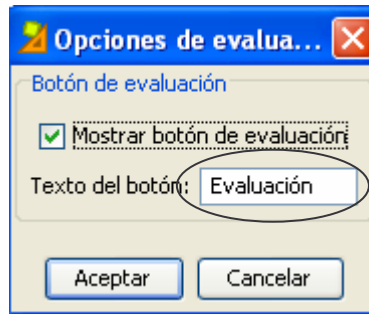 Opciones de evalua...
Botón de evaluación
Mostrar botón de evaluación
Texto del botón: Evaluación
Aceptar Cancelar